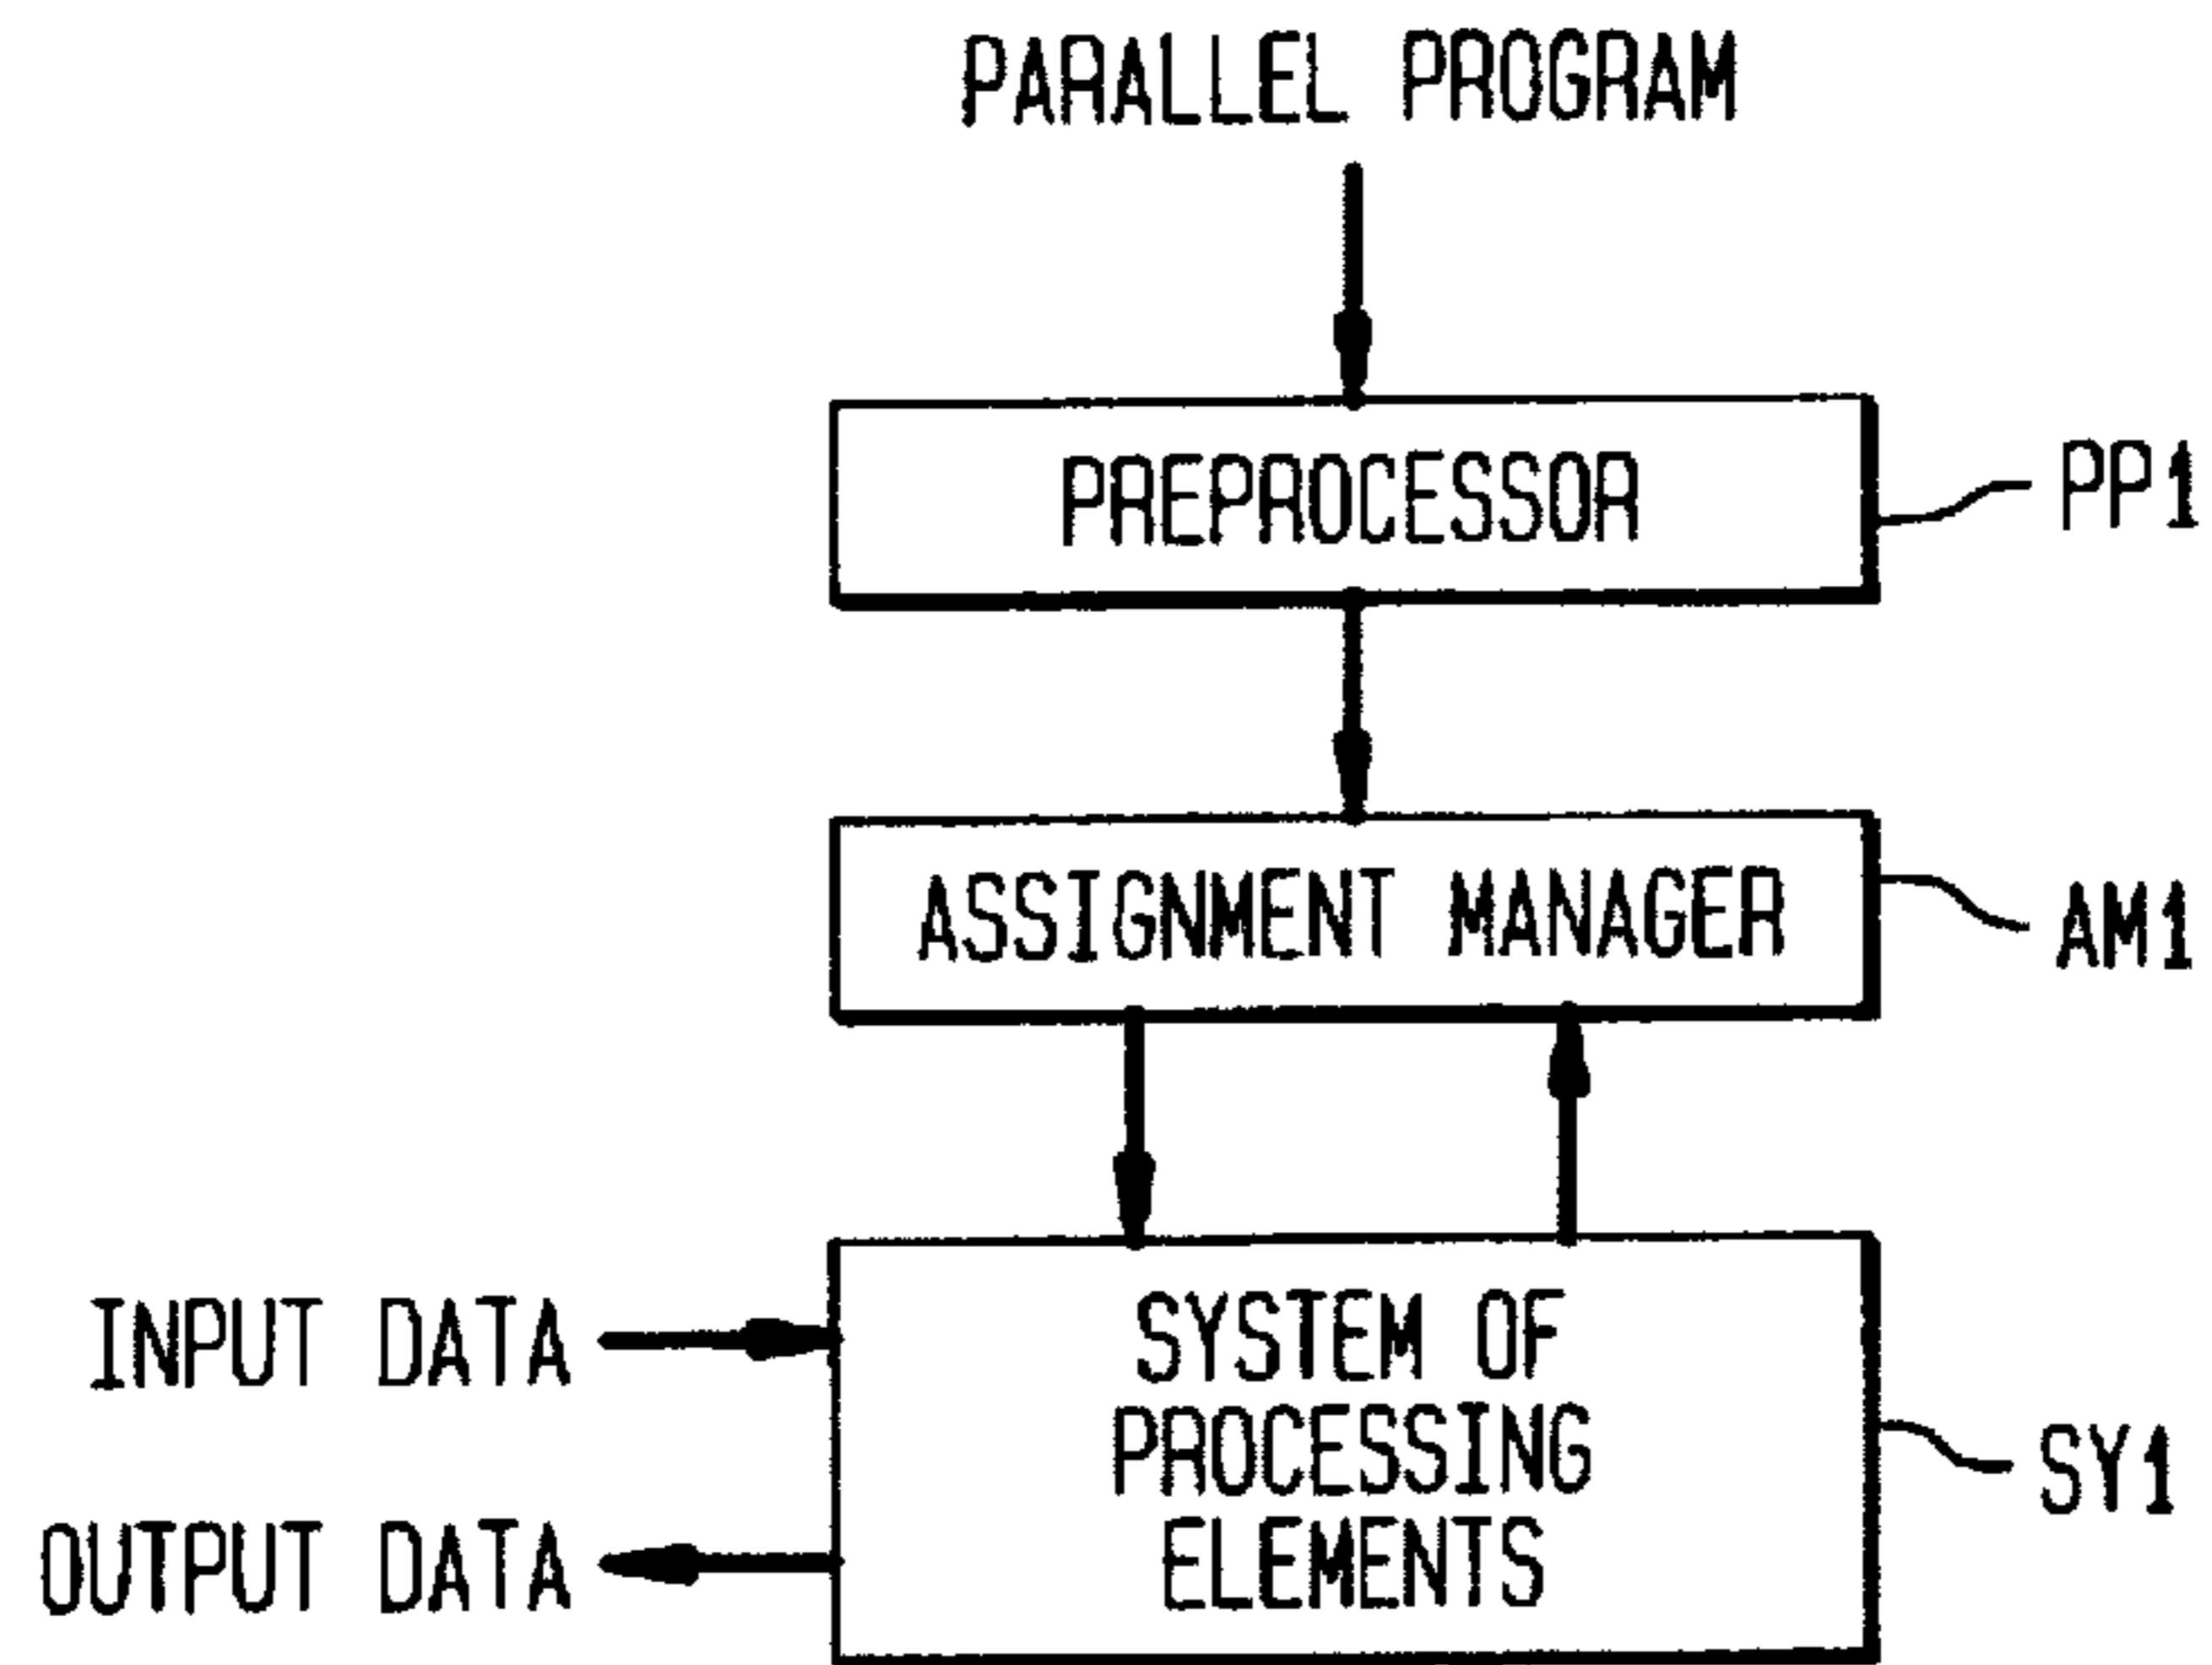 PARALLEL PROGRAM
PREPROCESSOR
PP1
ASSIGNMENT MANAGER
AM1
INPUT DATA
OUTPUT DATA
SYSTEM OF
PROCESSING
ELEMENTS
SY1